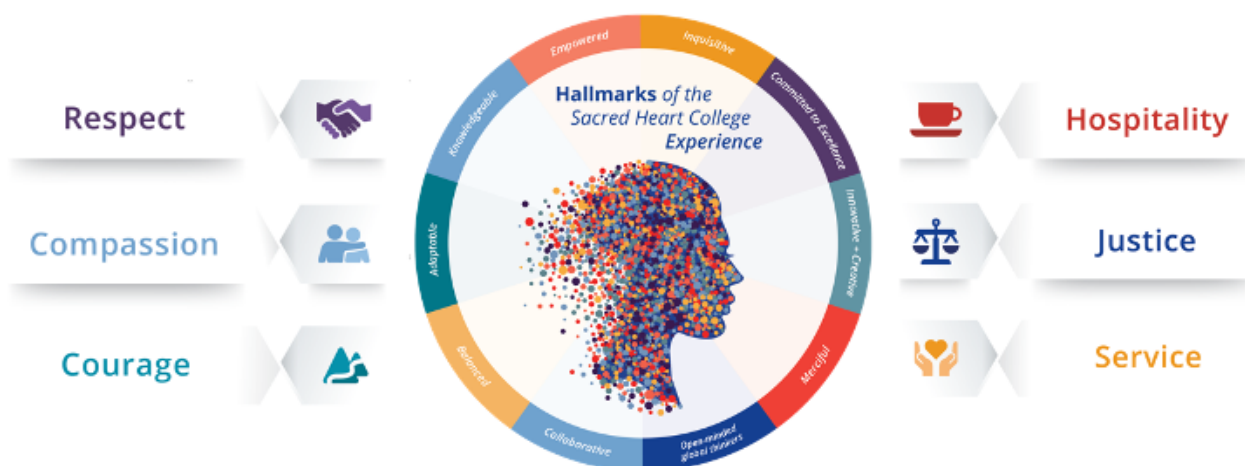 Respect
Compassion
Courage
Hallmarks of the
Sacred Heart College
Experience
Empowered
Inquisitive
Committed to Excellence
Innovative + Creative
Merciful
Open-minded
global thinkers
Collaborative
Balanced
Adaptable
Knowledgeable
Hospitality
Justice
Service